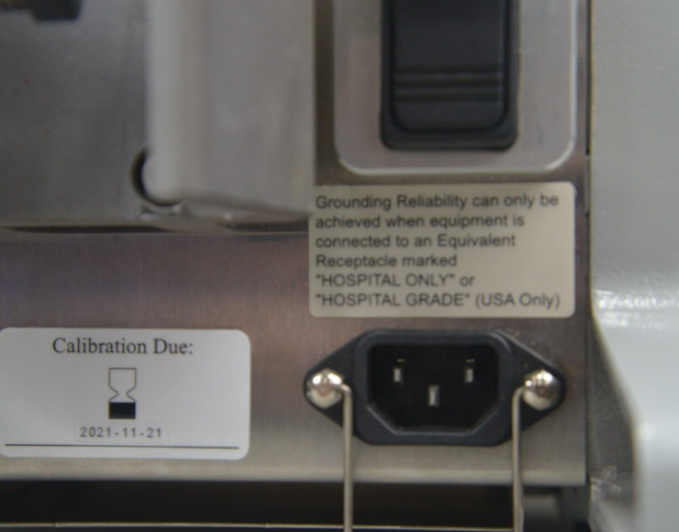 Grounding Reliability can only be
achieved when equipment is
connected to an Equivalent
Receptacle marked
"HOSPITAL ONLY" or
"HOSPITAL GRADE" (USA Only)
Calibration Due:
2021-11-21